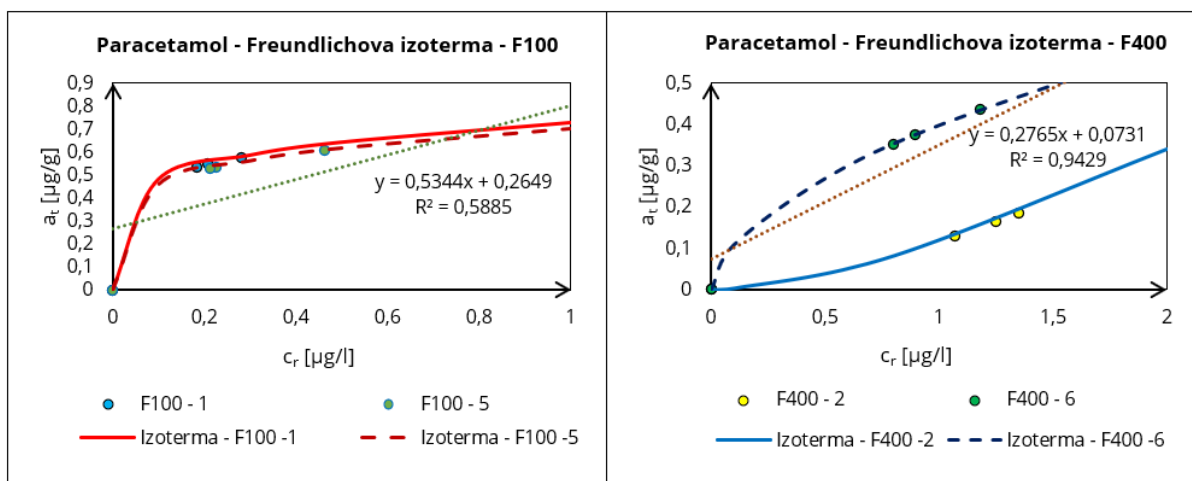 Paracetamol - Freundlichova izoterma - F100
0,9
0,8
0,7
0,6
0,5
0,4
0,3
0,2
0,1
0
aₜ [µg/g]
y = 0,5344x + 0,2649
R² = 0,5885
0 0,2 0,4 0,6 0,8 1
cᵣ [µg/l]
F100 - 1 F100 - 5
Izoterma - F100 -1 Izoterma - F100 -5
Paracetamol - Freundlichova izoterma - F400
0,5
0,4
0,3
0,2
0,1
0
aₜ [µg/g]
y = 0,2765x + 0,0731
R² = 0,9429
0 0,5 1 1,5 2
cᵣ [µg/l]
F400 - 2 F400 - 6
Izoterma - F400 -2 Izoterma - F400 -6